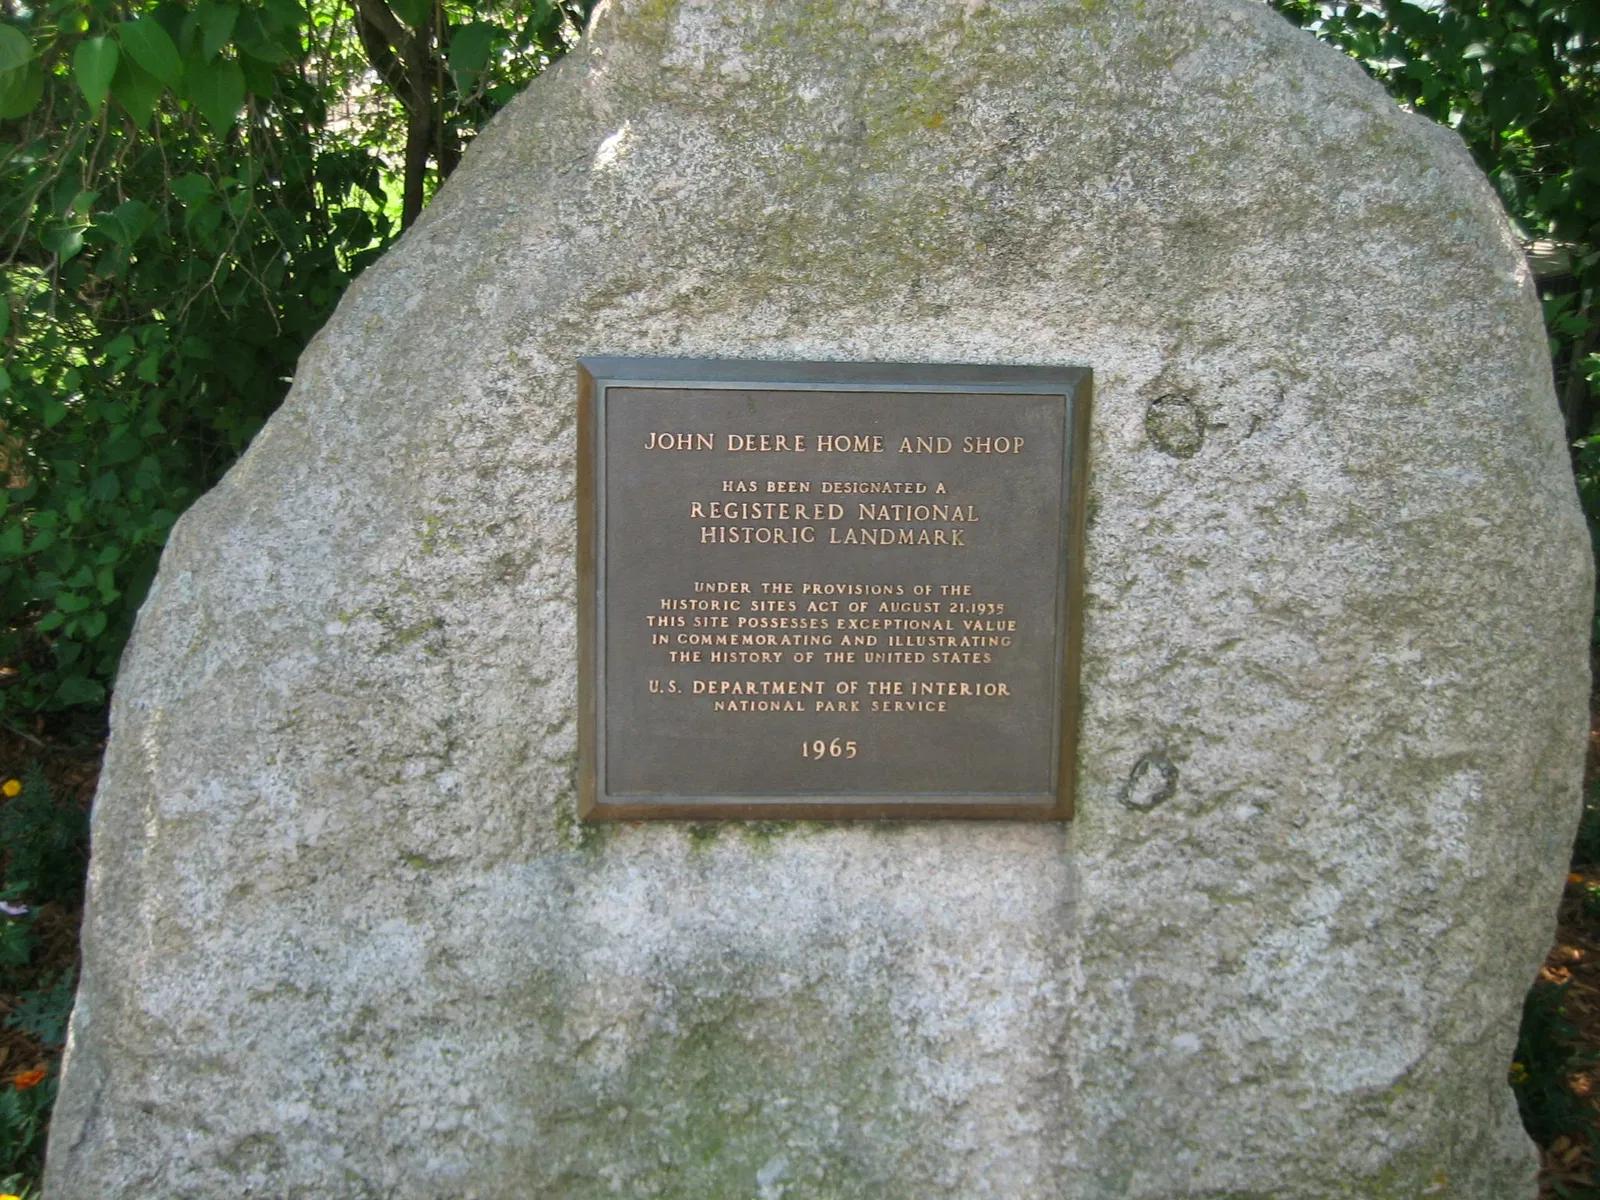 JOHN DEERE HOME AND SHOP
HAS BEEN DESIGNATED A
REGISTERED NATIONAL
HISTORIC LANDMARK
UNDER THE PROVISIONS OF THE
HISTORIC SITES ACT OF AUGUST 21, 1935
THIS SITE POSSESSES EXCEPTIONAL VALUE
IN COMMEMORATING AND ILLUSTRATING
THE HISTORY OF THE UNITED STATES
U.S. DEPARTMENT OF THE INTERIOR
NATIONAL PARK SERVICE
1965